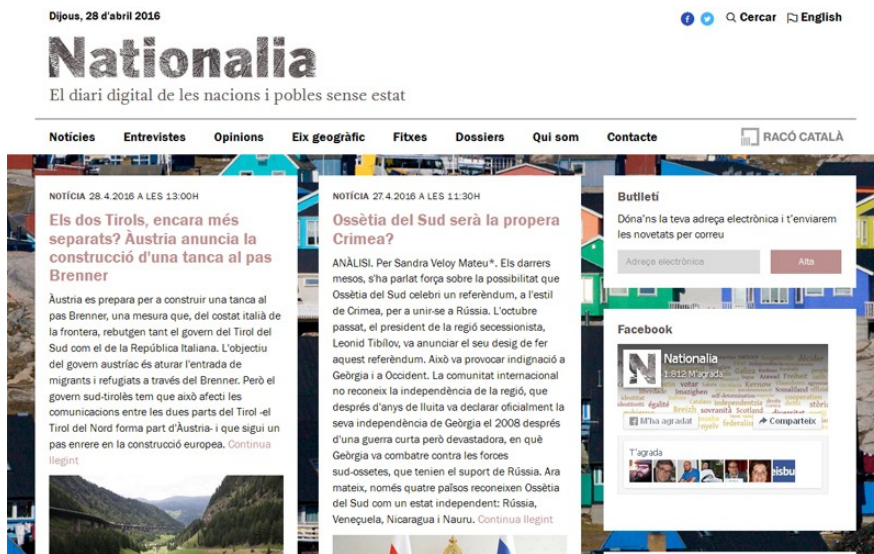 Dijous, 28 d'abril 2016
Cercar
English
Nationalia
El diari digital de les nacions i pobles sense estat
Notícies Entrevistes Opinions Eix geogràfic Fitxes Dossiers Qui som Contacte
RACÓ CATALÀ
NOTÍCIA 28.4.2016 A LES 13:00H
Els dos Tirols, encara més
separats? Àustria anuncia la
construcció d'una tanca al pas
Brenner
Àustria es prepara per a construir una tanca al
pas Brenner, una mesura que, del costat italià de
la frontera, rebutgen tant el govern del Tirol del
Sud com el de la República Italiana. L'objectiu
del govern austríac és aturar l'entrada de
migrants i refugiats a través del Brenner. Però el
govern sud-tirolès tem que això afecti les
comunicacions entre les dues parts del Tirol -el
Tirol del Nord forma part d'Àustria- i que sigui un
pas enrere en la construcció europea. Continua
llegint
NOTÍCIA 27.4.2016 A LES 11:30H
Ossètia del Sud serà la propera
Crimea?
ANÀLISI. Per Sandra Veloy Mateu*. Els darrers
mesos, s'ha parlat força sobre la possibilitat que
Ossètia del Sud celebri un referèndum, a l'estil
de Crimea, per a unir-se a Rússia. L'octubre
passat, el president de la regió secessionista,
Leonid Tibílov, va anunciar el seu desig de fer
aquest referèndum. Això va provocar indignació a
Geòrgia i a Occident. La comunitat internacional
no reconeix la independència de la regió, que
després d'anys de lluita va declarar oficialment la
seva independència de Geòrgia el 2008 després
d'una guerra curta però devastadora, en què
Geòrgia va combatre contra les forces
sud-ossetes, que tenien el suport de Rússia. Ara
mateix, només quatre països reconeixen Ossètia
del Sud com un estat independent: Rússia,
Veneçuela, Nicaragua i Nauru. Continua llegint
Butlletí
Dóna'ns la teva adreça electrònica i t'enviarem
les novetats per correu
Adreça electrònica
Alta
Facebook
Nationalia
1.812 M'agrada
votar
Kernow
égalité
Breizh sovranità Scotland
M'ha agradat
Comparteix
T'agrada